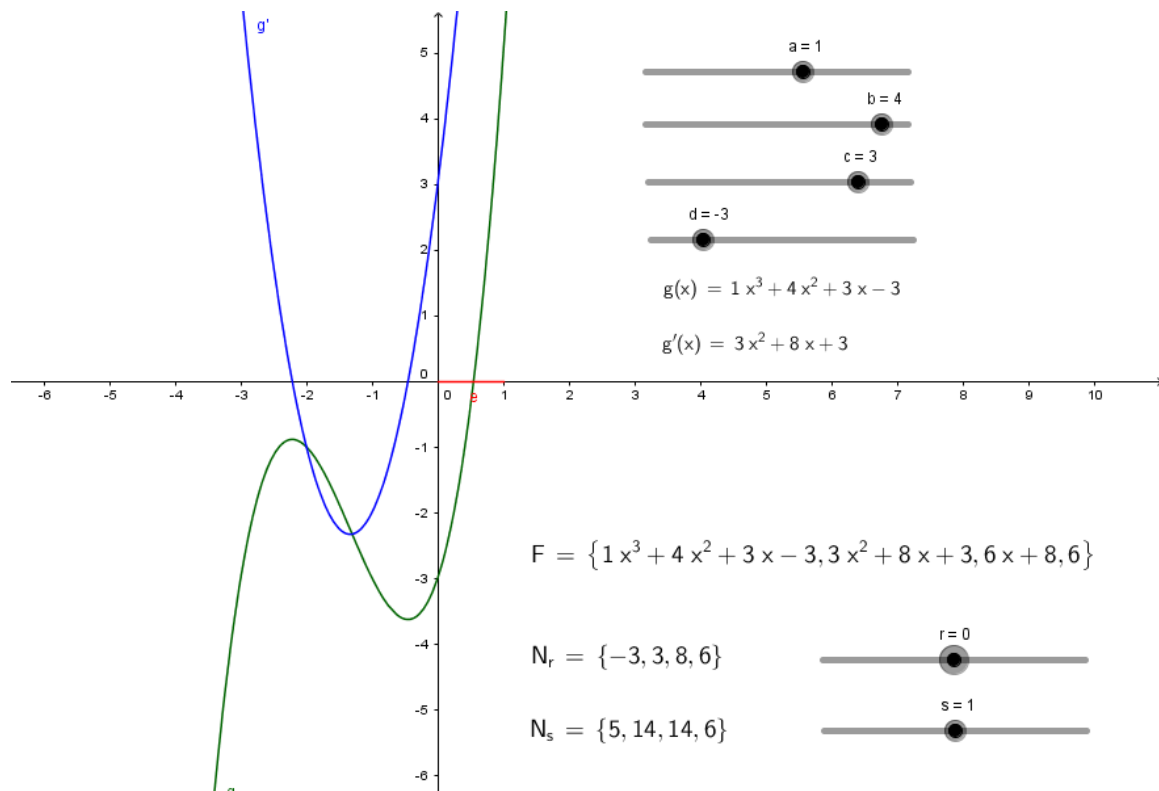 g'
5
4
3
2
1
0
-1
-2
-3
-4
-5
-6
-6 -5 -4 -3 -2 -1 0 1 2 3 4 5 6 7 8 9 10
e
a = 1
b = 4
c = 3
d = -3
g(x) = 1 x³ + 4 x² + 3 x − 3
g′(x) = 3 x² + 8 x + 3
F = {1 x³ + 4 x² + 3 x − 3, 3 x² + 8 x + 3, 6 x + 8, 6}
Nᵣ = {−3, 3, 8, 6}
r = 0
Nₛ = {5, 14, 14, 6}
s = 1